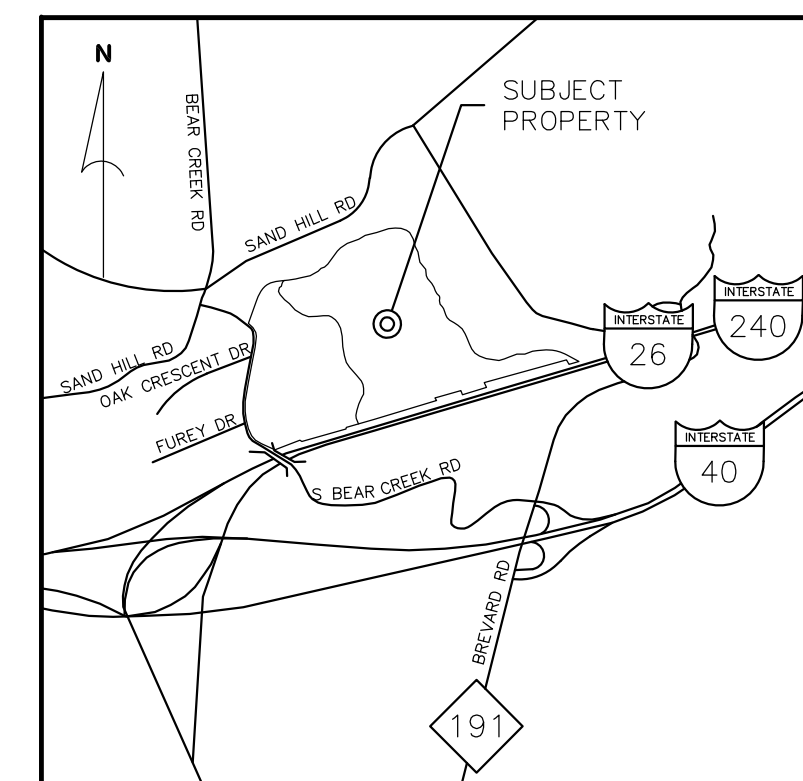 N
SUBJECT
PROPERTY
BEAR CREEK RD
SAND HILL RD
INTERSTATE
240
INTERSTATE
26
SAND HILL RD
OAK CRESCENT DR
FUREY DR
INTERSTATE
40
S BEAR CREEK RD
BREVARD RD
191